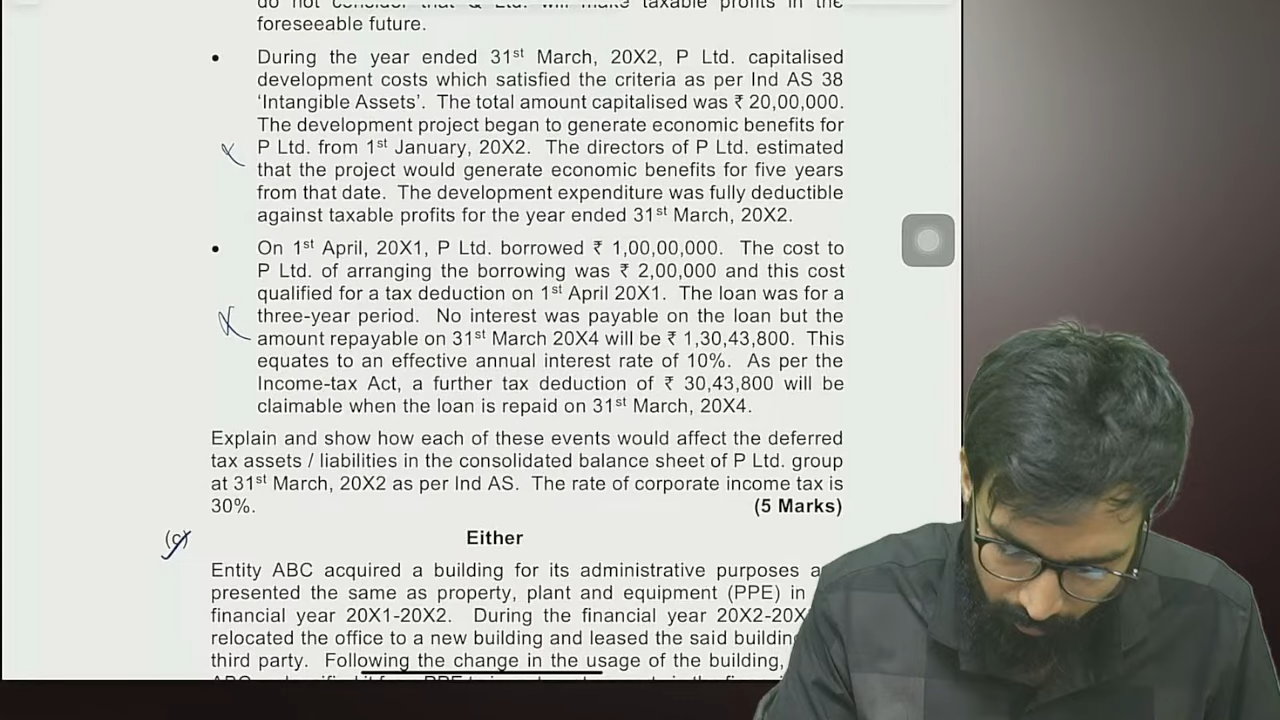 foreseeable future.
• During the year ended 31st March, 20X2, P Ltd. capitalised
development costs which satisfied the criteria as per Ind AS 38
‘Intangible Assets’. The total amount capitalised was ₹ 20,00,000.
The development project began to generate economic benefits for
P Ltd. from 1st January, 20X2. The directors of P Ltd. estimated
that the project would generate economic benefits for five years
from that date. The development expenditure was fully deductible
against taxable profits for the year ended 31st March, 20X2.
• On 1st April, 20X1, P Ltd. borrowed ₹ 1,00,00,000. The cost to
P Ltd. of arranging the borrowing was ₹ 2,00,000 and this cost
qualified for a tax deduction on 1st April 20X1. The loan was for a
three-year period. No interest was payable on the loan but the
amount repayable on 31st March 20X4 will be ₹ 1,30,43,800. This
equates to an effective annual interest rate of 10%. As per the
Income-tax Act, a further tax deduction of ₹ 30,43,800 will be
claimable when the loan is repaid on 31st March, 20X4.
Explain and show how each of these events would affect the deferred
tax assets / liabilities in the consolidated balance sheet of P Ltd. group
at 31st March, 20X2 as per Ind AS. The rate of corporate income tax is
30%. (5 Marks)
(c) Either
Entity ABC acquired a building for its administrative purposes
presented the same as property, plant and equipment (PPE) in
financial year 20X1-20X2. During the financial year
relocated the office to a new building and leased the said
third party. Following the change in the usage of the building,